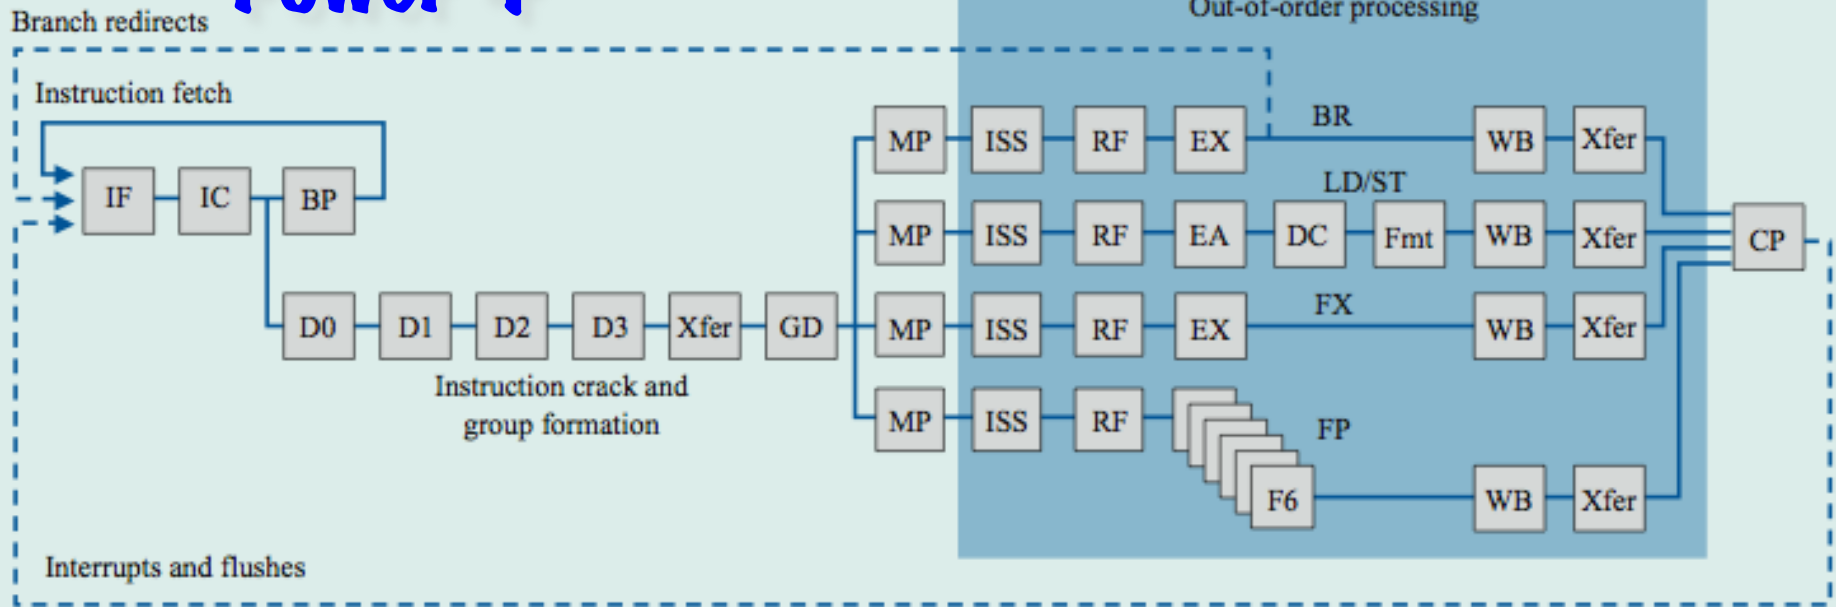 Power 4
Out-of-order processing
Branch redirects
Instruction fetch
IF IC BP
MP ISS RF EX BR WB Xfer
LD/ST
MP ISS RF EA DC Fmt WB Xfer
CP
D0 D1 D2 D3 Xfer GD
MP ISS RF EX FX WB Xfer
Instruction crack and
group formation
MP ISS RF FP
F6 WB Xfer
Interrupts and flushes